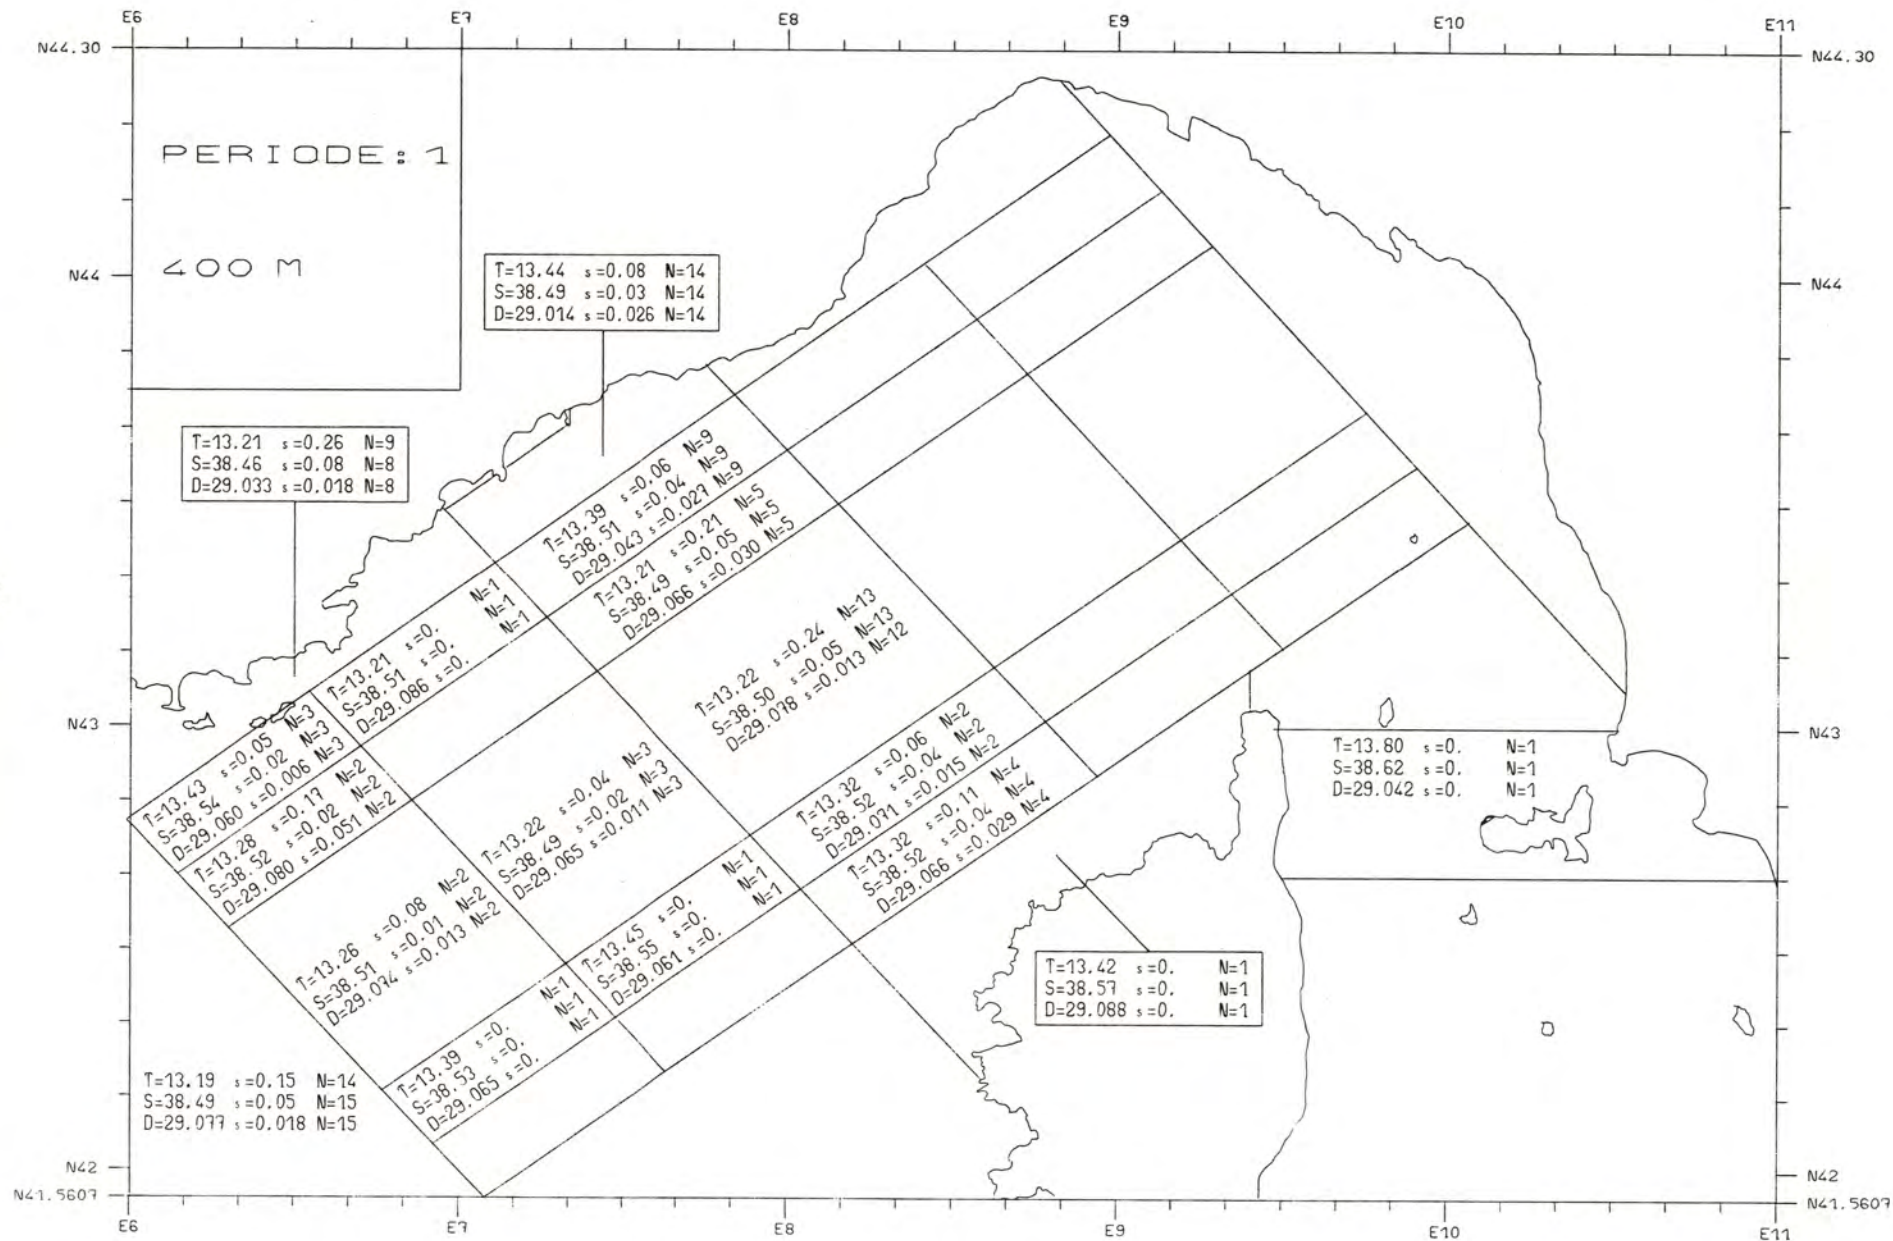 E6 E7 E8 E9 E10 E11
N44.30 N44.30
PERIODE: 1
400 M
N44 N44
T=13.44 s=0.08 N=14
S=38.49 s=0.03 N=14
D=29.014 s=0.026 N=14
T=13.21 s=0.26 N=9
S=38.46 s=0.08 N=8
D=29.033 s=0.018 N=8
T=13.39 s=0.06 N=9
S=38.51 s=0.04 N=9
D=29.043 s=0.027 N=9
T=13.21 s=0.21 N=5
S=38.49 s=0.05 N=5
D=29.066 s=0.030 N=5
T=13.21 s=0. N=1
S=38.51 s=0. N=1
D=29.086 s=0. N=1
T=13.22 s=0.24 N=13
S=38.50 s=0.05 N=13
D=29.078 s=0.013 N=12
T=13.43 s=0.05 N=3
S=38.54 s=0.02 N=3
D=29.060 s=0.006 N=3
N43 N43
T=13.28 s=0.17 N=2
S=38.52 s=0.02 N=2
D=29.080 s=0.051 N=2
T=13.22 s=0.04 N=3
S=38.49 s=0.02 N=3
D=29.065 s=0.011 N=3
T=13.32 s=0.06 N=2
S=38.52 s=0.04 N=2
D=29.071 s=0.015 N=2
T=13.32 s=0.11 N=4
S=38.52 s=0.04 N=4
D=29.066 s=0.029 N=4
T=13.80 s=0. N=1
S=38.62 s=0. N=1
D=29.042 s=0. N=1
T=13.26 s=0.08 N=2
S=38.51 s=0.01 N=2
D=29.074 s=0.013 N=2
T=13.45 s=0. N=1
S=38.55 s=0. N=1
D=29.061 s=0. N=1
T=13.42 s=0. N=1
S=38.57 s=0. N=1
D=29.088 s=0. N=1
T=13.39 s=0. N=1
S=38.53 s=0. N=1
D=29.065 s=0. N=1
T=13.19 s=0.15 N=14
S=38.49 s=0.05 N=15
D=29.077 s=0.018 N=15
N42 N42
N41.5607 N41.5607
E6 E7 E8 E9 E10 E11